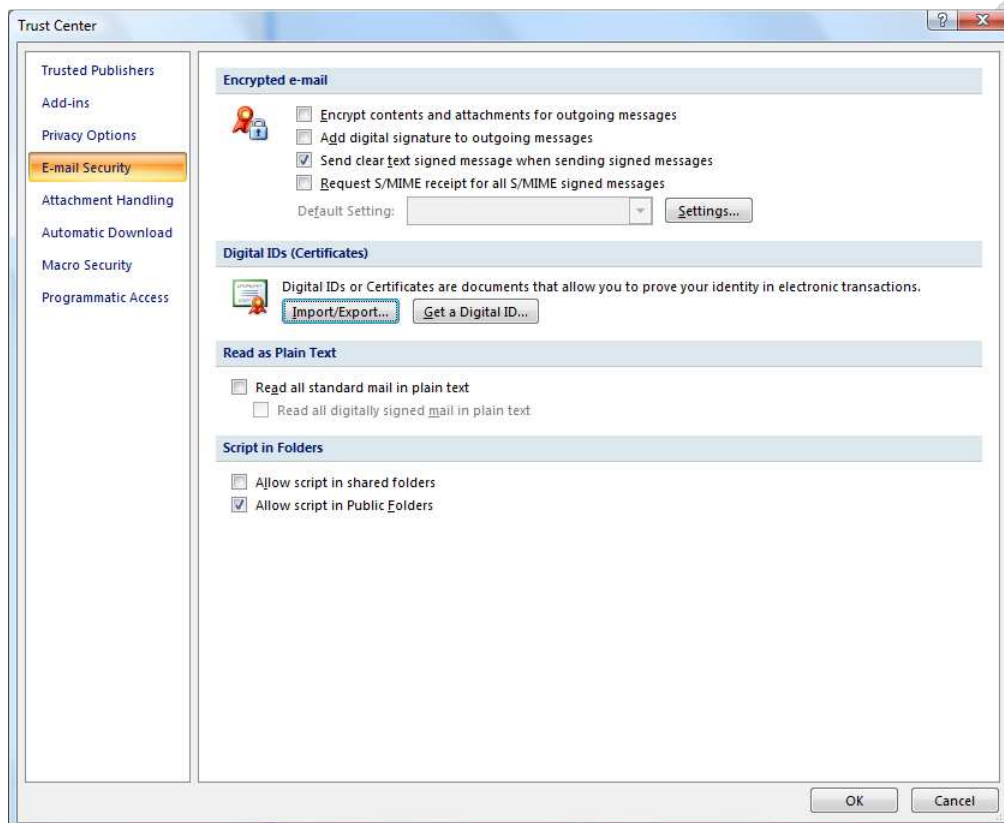 Trust Center
Trusted Publishers
Add-ins
Privacy Options
E-mail Security
Attachment Handling
Automatic Download
Macro Security
Programmatic Access
Encrypted e-mail
Encrypt contents and attachments for outgoing messages
Add digital signature to outgoing messages
Send clear text signed message when sending signed messages
Request S/MIME receipt for all S/MIME signed messages
Default Setting:
Settings...
Digital IDs (Certificates)
Digital IDs or Certificates are documents that allow you to prove your identity in electronic transactions.
Import/Export... Get a Digital ID...
Read as Plain Text
Read all standard mail in plain text
Read all digitally signed mail in plain text
Script in Folders
Allow script in shared folders
Allow script in Public Folders
OK Cancel